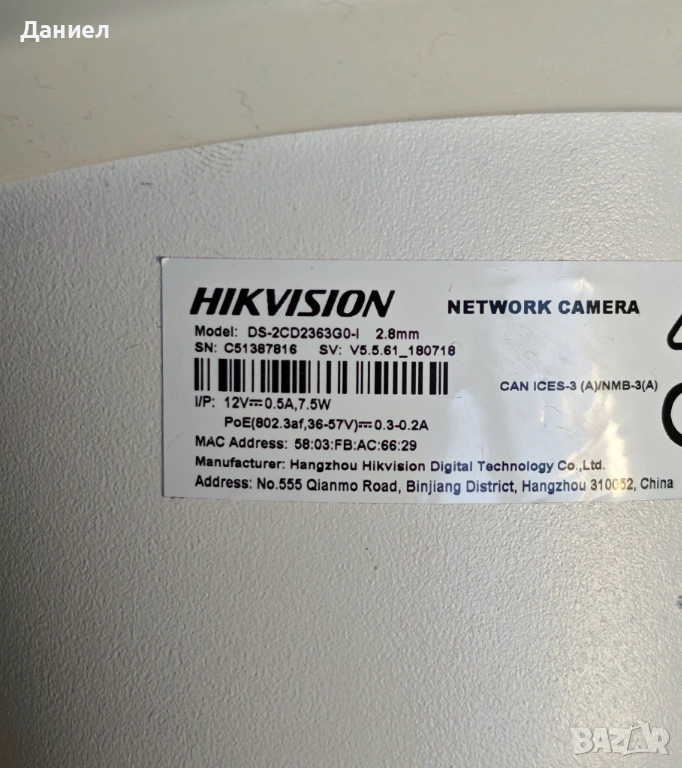 Даниел
HIKVISION NETWORK CAMERA
Model: DS-2CD2363G0-I 2.8mm
SN: C51387816 SV: V5.5.61_180718
CAN ICES-3 (A)/NMB-3(A)
I/P: 12V⎓0.5A,7.5W
PoE(802.3af,36-57V)⎓0.3-0.2A
MAC Address: 58:03:FB:AC:66:29
Manufacturer: Hangzhou Hikvision Digital Technology Co.,Ltd.
Address: No.555 Qianmo Road, Binjiang District, Hangzhou 310052, China
BAZAR